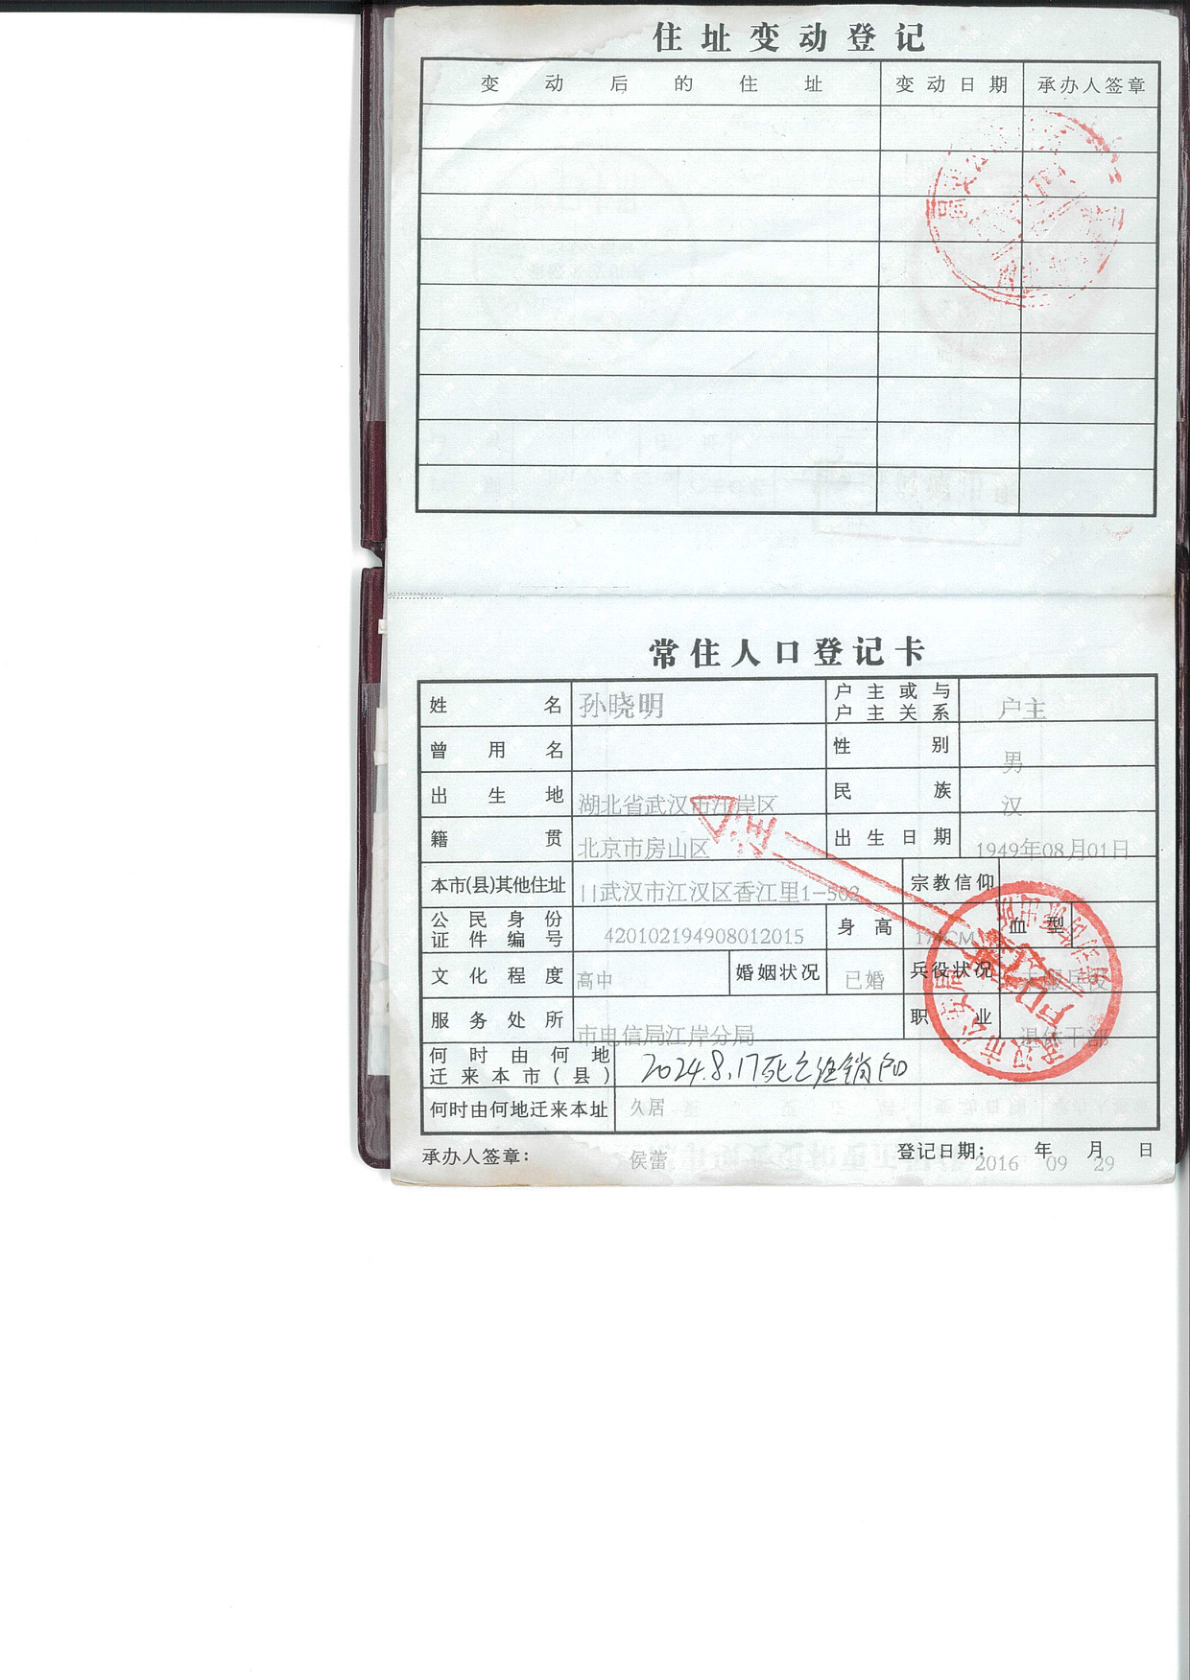 住址变动登记
变动后的住址 变动日期 承办人签章
常住人口登记卡
姓名 孙晓明 户主或与户主关系 户主
曾用名 性别 男
出生地 湖北省武汉市江岸区 民族 汉
籍贯 北京市房山区 出生日期 1949年08月01日
本市(县)其他住址 武汉市江汉区香江里1-502 宗教信仰
公民身份证件编号 420102194908012015 身高 CM 血型
文化程度 高中 婚姻状况 已婚 兵役状况
服务处所 市电信局江岸分局 职业 退休干部
何时由何地迁来本市(县) 2024.8.17死亡注销户口
何时由何地迁来本址 久居
承办人签章: 侯蕾 登记日期: 2016年09月29日